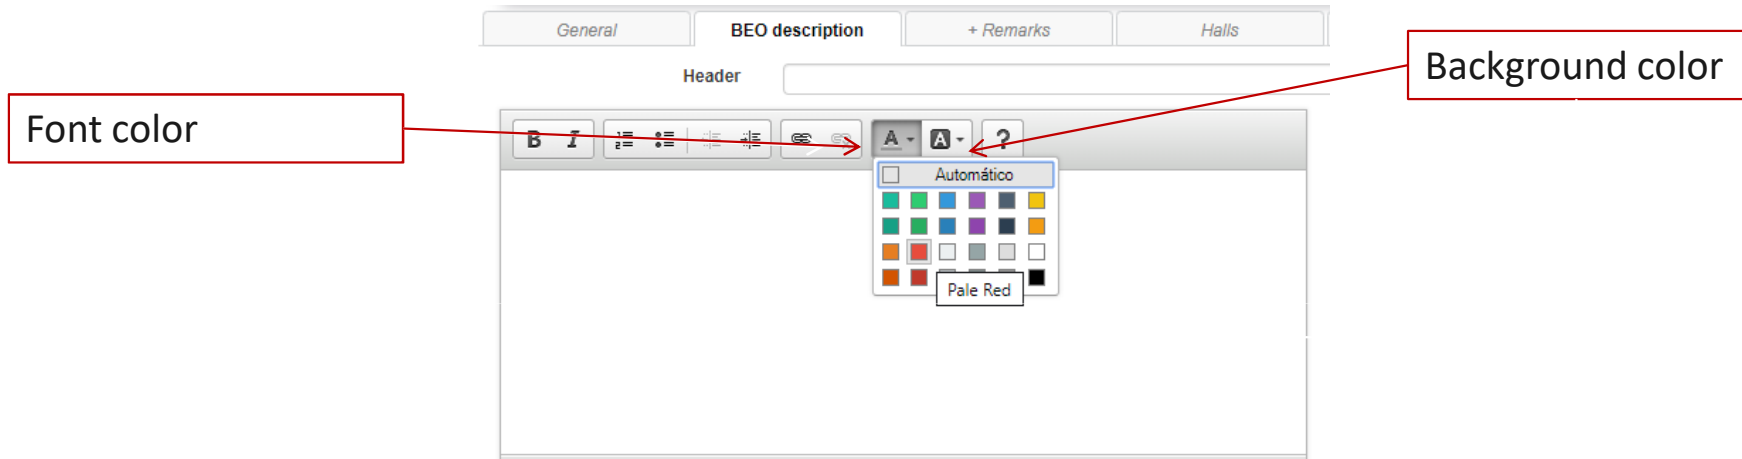 General BEO description + Remarks Halls
Header
Background color
Font color
B I A A ?
Automático
Pale Red